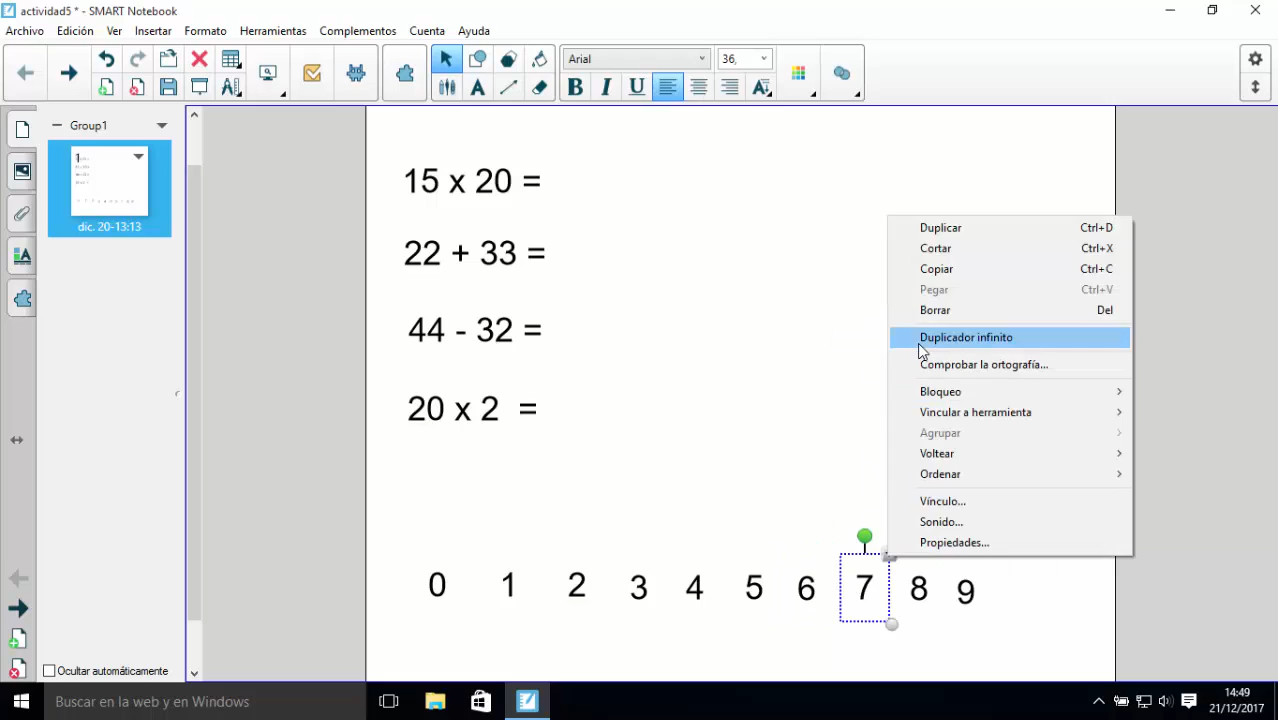 actividad5 * - SMART Notebook
Archivo Edición Ver Insertar Formato Herramientas Complementos Cuenta Ayuda
Arial 36,
B I U A
Group1
1
dic. 20-13:13
15 x 20 =
22 + 33 =
44 - 32 =
20 x 2 =
Duplicar Ctrl+D
Cortar Ctrl+X
Copiar Ctrl+C
Pegar Ctrl+V
Borrar Del
Duplicador infinito
Comprobar la ortografía...
Bloqueo
Vincular a herramienta
Agrupar
Voltear
Ordenar
Vínculo...
Sonido...
Propiedades...
0 1 2 3 4 5 6 7 8 9
Ocultar automáticamente
Buscar en la web y en Windows
14:49
21/12/2017